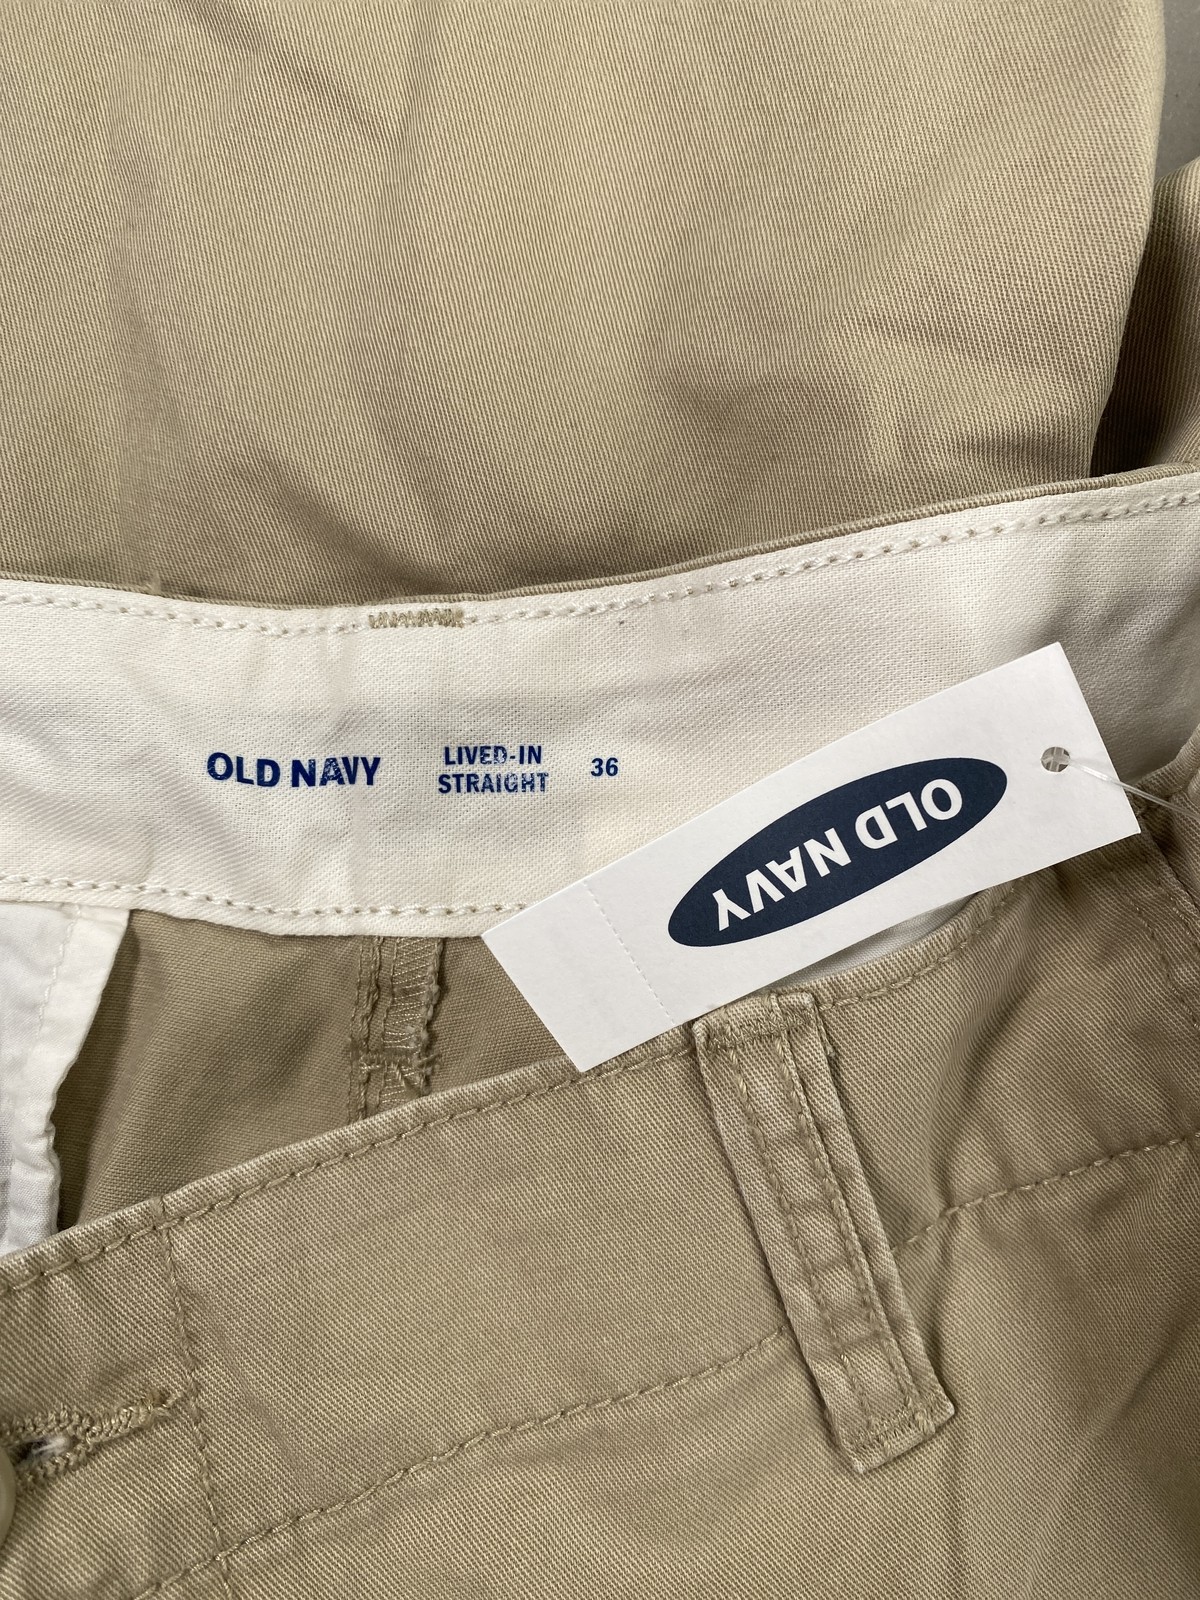 OLD NAVY
LIVED-IN
STRAIGHT
36
OLD NAVY